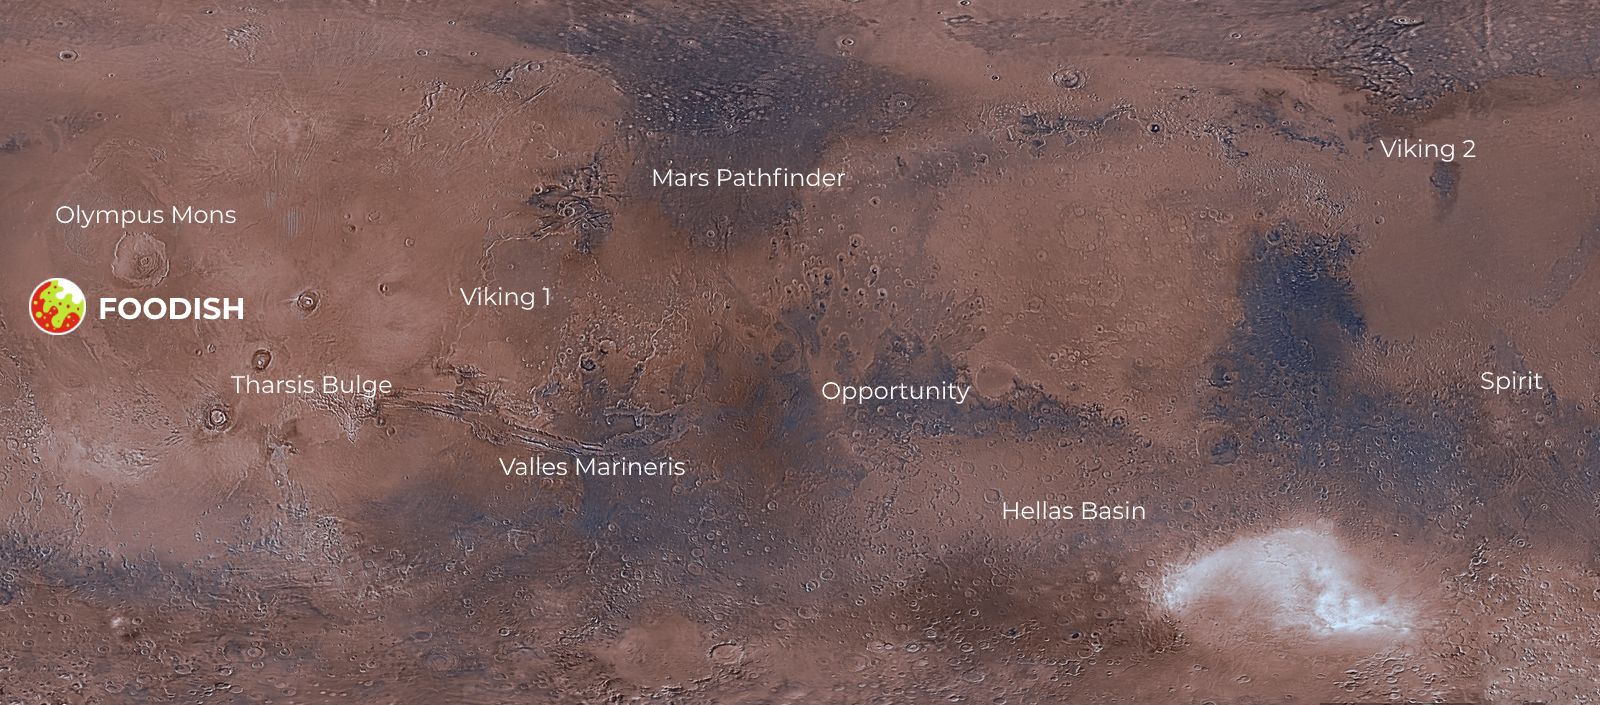 Viking 2
Mars Pathfinder
Olympus Mons
Viking 1
FOODISH
Tharsis Bulge
Opportunity
Spirit
Valles Marineris
Hellas Basin